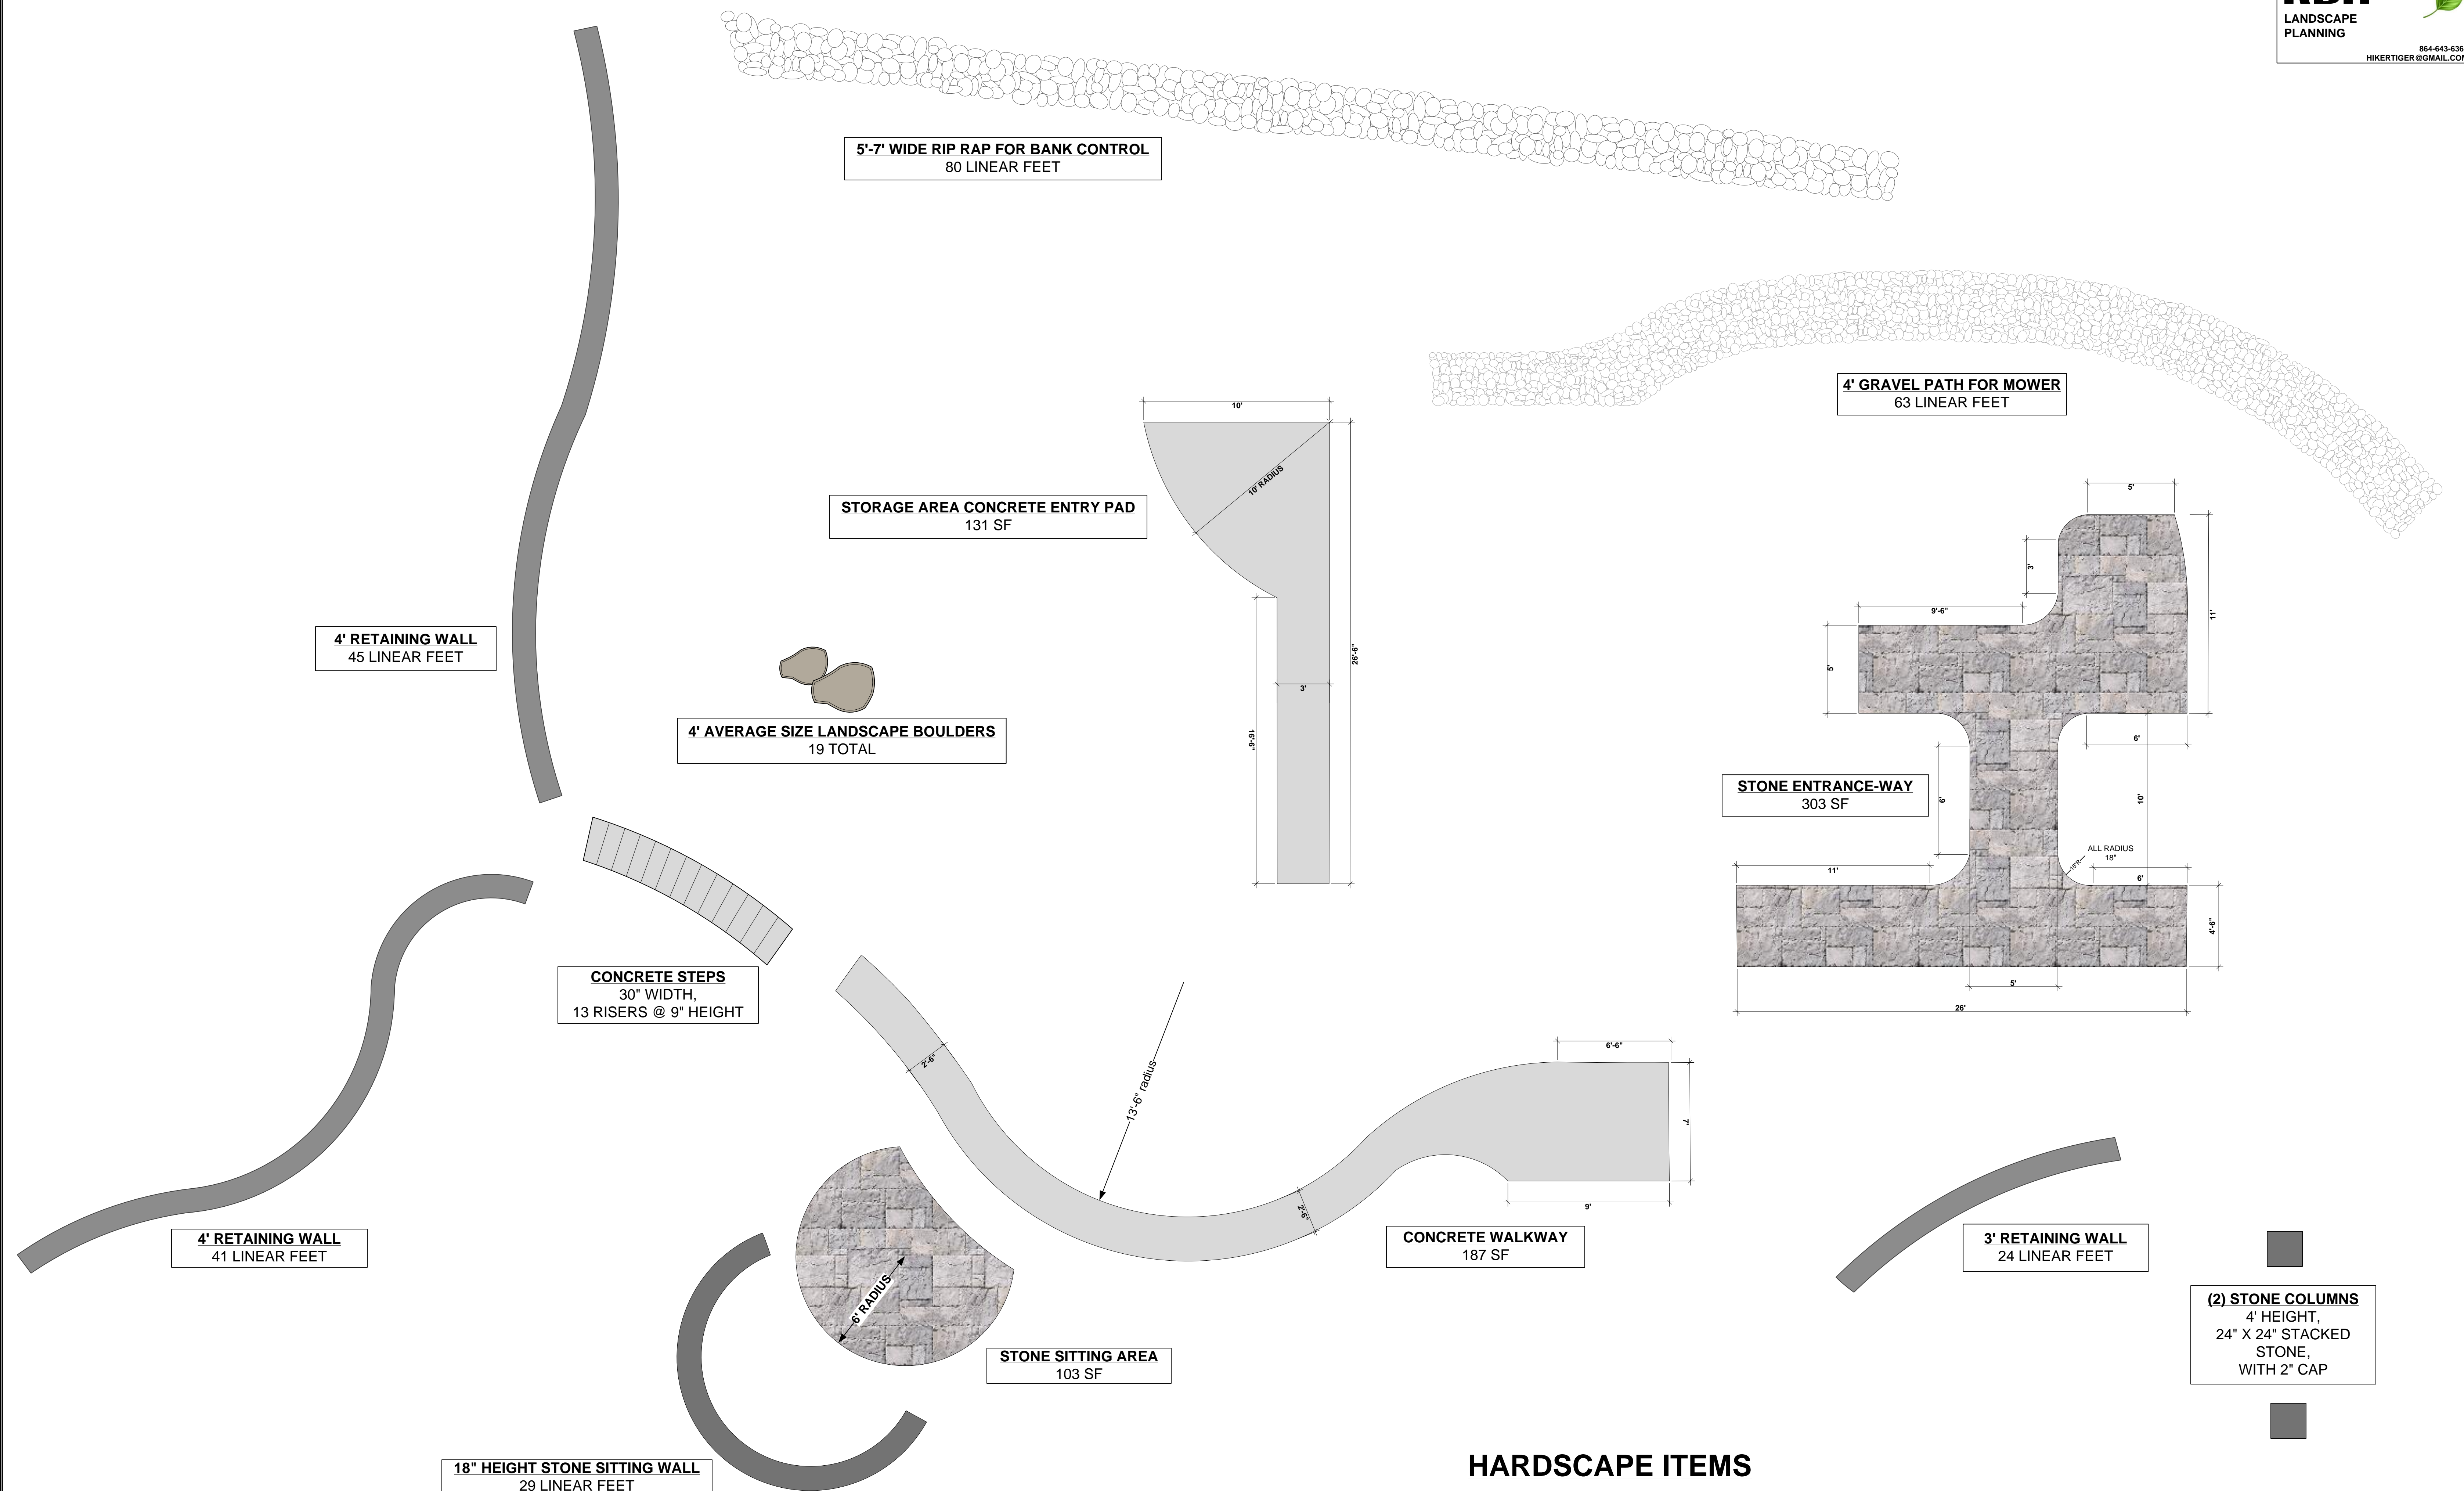 LANDSCAPE
PLANNING
HIKERTIGER@GMAIL.COM
5'-7' WIDE RIP RAP FOR BANK CONTROL
80 LINEAR FEET
4' GRAVEL PATH FOR MOWER
63 LINEAR FEET
10'
10' RADIUS
26'-6"
3'
16'-6"
STORAGE AREA CONCRETE ENTRY PAD
131 SF
5'
3'
11'
9'-6"
5'
6'
6'
10'
ALL RADIUS
18"
18"R
11'
6'
4'-6"
5'
26'
STONE ENTRANCE-WAY
303 SF
4' RETAINING WALL
45 LINEAR FEET
4' AVERAGE SIZE LANDSCAPE BOULDERS
19 TOTAL
CONCRETE STEPS
30" WIDTH,
13 RISERS @ 9" HEIGHT
2'-6"
13'-6" radius
6'-6"
7'
2'-6"
9'
CONCRETE WALKWAY
187 SF
4' RETAINING WALL
41 LINEAR FEET
6' RADIUS
STONE SITTING AREA
103 SF
3' RETAINING WALL
24 LINEAR FEET
(2) STONE COLUMNS
4' HEIGHT,
24" X 24" STACKED
STONE,
WITH 2" CAP
18" HEIGHT STONE SITTING WALL
29 LINEAR FEET
HARDSCAPE ITEMS